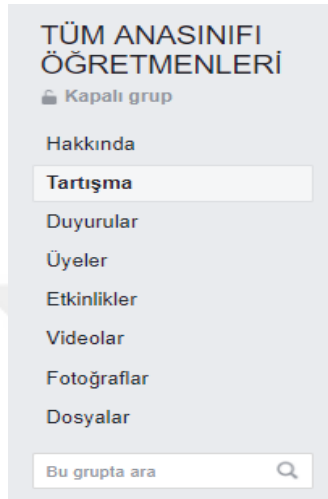 TÜM ANASINIFI
ÖĞRETMENLERİ
Kapalı grup
Hakkında
Tartışma
Duyurular
Üyeler
Etkinlikler
Videolar
Fotoğraflar
Dosyalar
Bu grupta ara